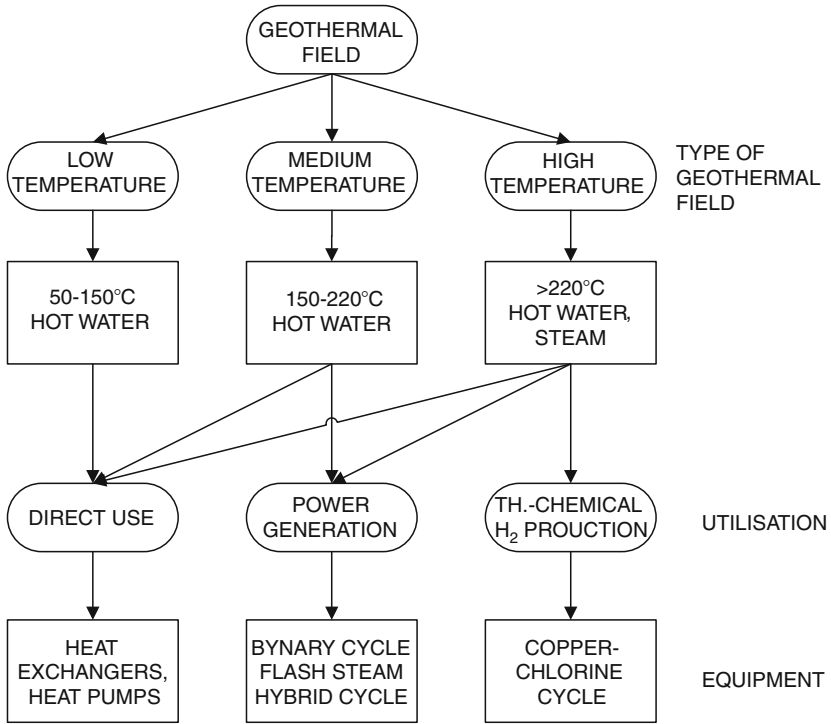 GEOTHERMAL
FIELD
LOW
TEMPERATURE
MEDIUM
TEMPERATURE
HIGH
TEMPERATURE
TYPE OF
GEOTHERMAL
FIELD
50-150°C
HOT WATER
150-220°C
HOT WATER
>220°C
HOT WATER,
STEAM
DIRECT USE
POWER
GENERATION
TH.-CHEMICAL
H2 PROUCTION
UTILISATION
HEAT
EXCHANGERS,
HEAT PUMPS
BYNARY CYCLE
FLASH STEAM
HYBRID CYCLE
COPPER-
CHLORINE
CYCLE
EQUIPMENT